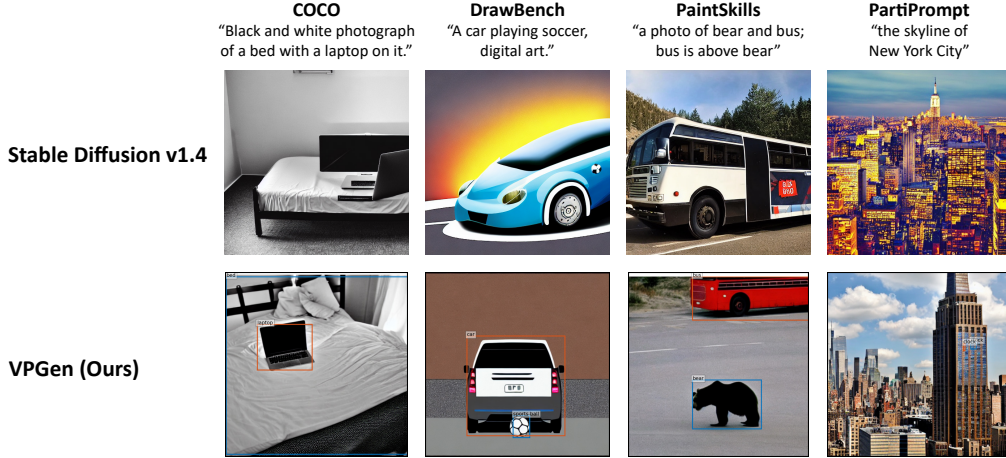 COCO
“Black and white photograph
of a bed with a laptop on it.”
DrawBench
“A car playing soccer,
digital art.”
PaintSkills
“a photo of bear and bus;
bus is above bear”
PartiPrompt
“the skyline of
New York City”
Stable Diffusion v1.4
VPGen (Ours)
bed
laptop
car
sports ball
bus
bear
clock